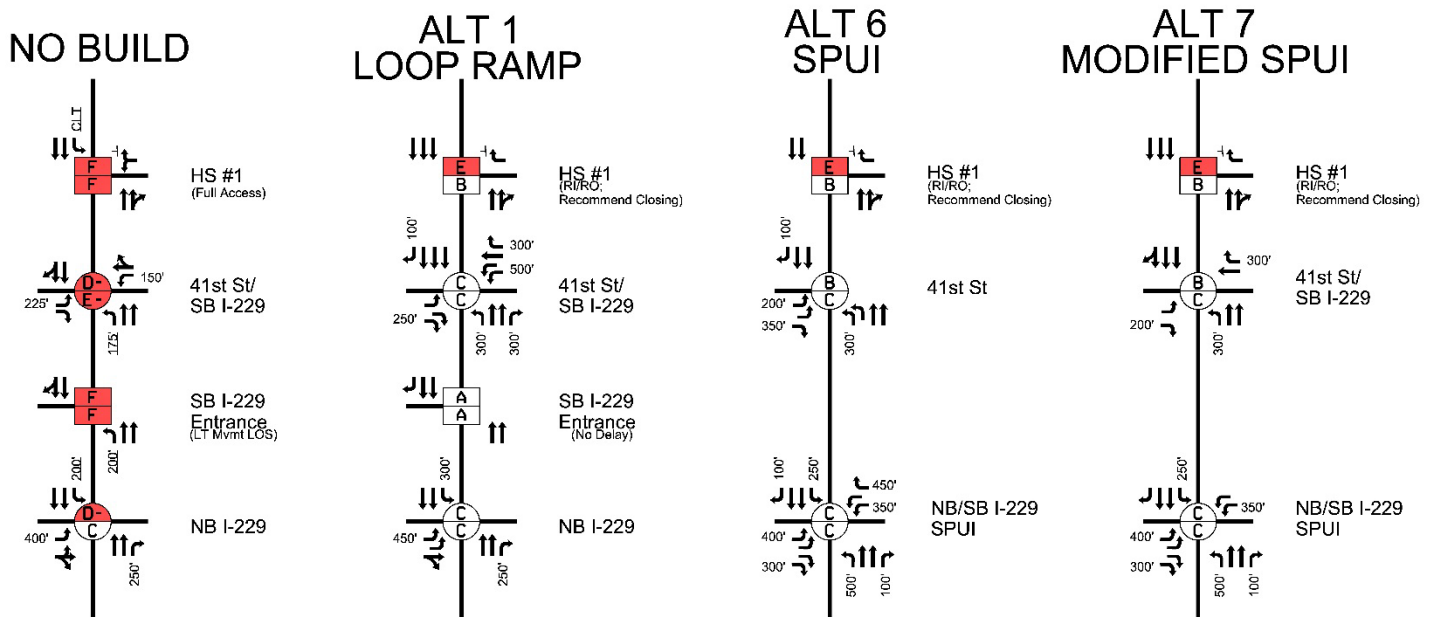 NO BUILD
CLT
F
F
HS #1
(Full Access)
150'
D-
E-
225'
175'
41st St/
SB I-229
F
F
SB I-229
Entrance
(LT Mvmt LOS)
200'
200'
D-
C
400'
250'
NB I-229
ALT 1
LOOP RAMP
E
B
HS #1
(RI/RO;
Recommend Closing)
100'
300'
500'
C
C
250'
300'
300'
41st St/
SB I-229
A
A
SB I-229
Entrance
(No Delay)
300'
C
C
450'
250'
NB I-229
ALT 6
SPUI
E
B
HS #1
(RI/RO;
Recommend Closing)
100'
B
C
200'
350'
300'
41st St
100'
250'
450'
350'
C
C
400'
300'
500'
100'
NB/SB I-229
SPUI
ALT 7
MODIFIED SPUI
E
B
HS #1
(RI/RO;
Recommend Closing)
300'
B
C
200'
300'
41st St/
SB I-229
250'
350'
C
C
400'
300'
500'
100'
NB/SB I-229
SPUI